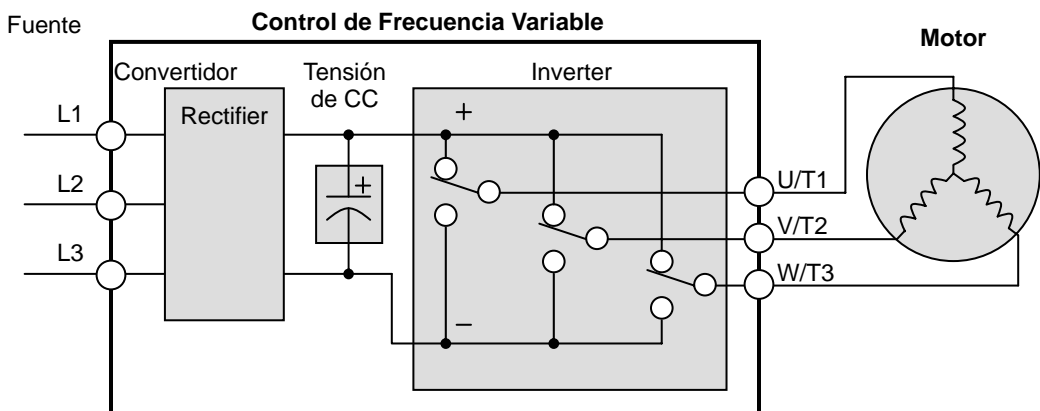 Fuente
Control de Frecuencia Variable
Motor
Convertidor
Tensión
de CC
Inverter
Rectifier
L1
L2
L3
+
+
−
U/T1
V/T2
W/T3